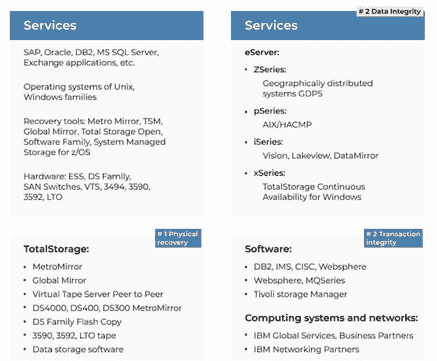 Services
SAP, Oracle, DB2, MS SQL Server,
Exchange applications, etc.
Operating systems of Unix,
Windows families
Recovery tools: Metro Mirror, TSM,
Global Mirror, Total Storage Open,
Software Family, System Managed
Storage for z/OS
Hardware: ESS, DS Family,
SAN Switches, VTS, 3494, 3590,
3592, LTO
# 2 Data Integrity
Services
eServer:
• ZSeries:
Geographically distributed
systems GDPS
• pSeries:
AIX/HACMP
• iSeries:
Vision, Lakeview, DataMirror
• xSeries:
TotalStorage Continuous
Availability for Windows
# 1 Physical
recovery
TotalStorage:
• MetroMirror
• Global Mirror
• Virtual Tape Server Peer to Peer
• DS4000, DS400, DS300 MetroMirror
• DS Family Flash Copy
• 3590, 3592, LTO tape
• Data storage software
# 2 Transaction
integrity
Software:
• DB2, IMS, CISC, Websphere
• Websphere, MQSeries
• Tivoli storage Manager
Computing systems and networks:
• IBM Global Services, Business Partners
• IBM Networking Partners